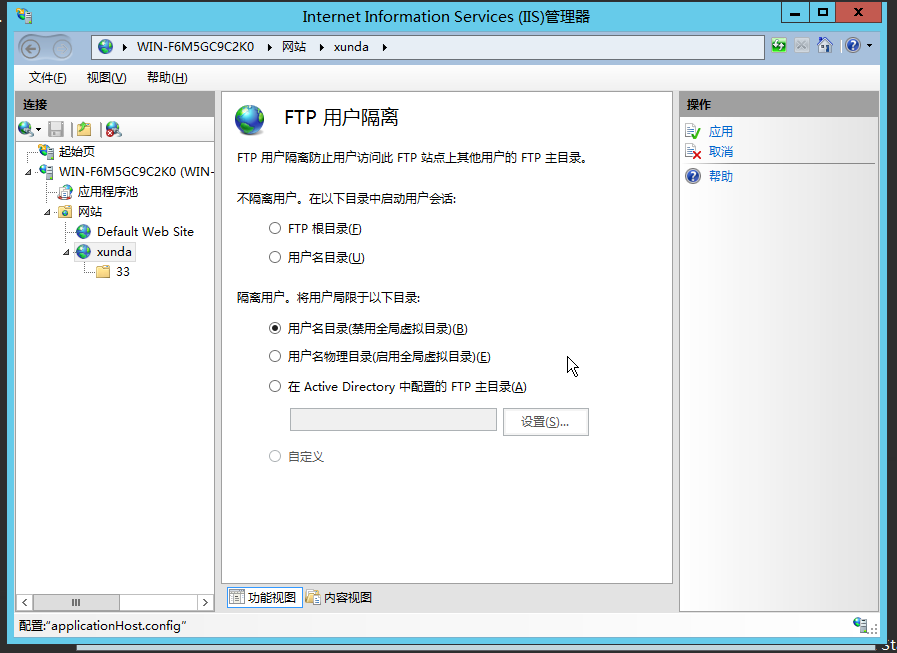 Internet Information Services (IIS)管理器
WIN-F6M5GC9C2K0 网站 xunda
文件(F) 视图(V) 帮助(H)
连接
起始页
WIN-F6M5GC9C2K0 (WIN-
应用程序池
网站
Default Web Site
xunda
33
FTP 用户隔离
FTP 用户隔离防止用户访问此 FTP 站点上其他用户的 FTP 主目录。
不隔离用户。在以下目录中启动用户会话:
FTP 根目录(F)
用户名目录(U)
隔离用户。将用户局限于以下目录:
用户名目录(禁用全局虚拟目录)(B)
用户名物理目录(启用全局虚拟目录)(E)
在 Active Directory 中配置的 FTP 主目录(A)
设置(S)...
自定义
功能视图 内容视图
操作
应用
取消
帮助
配置:"applicationHost.config"
St